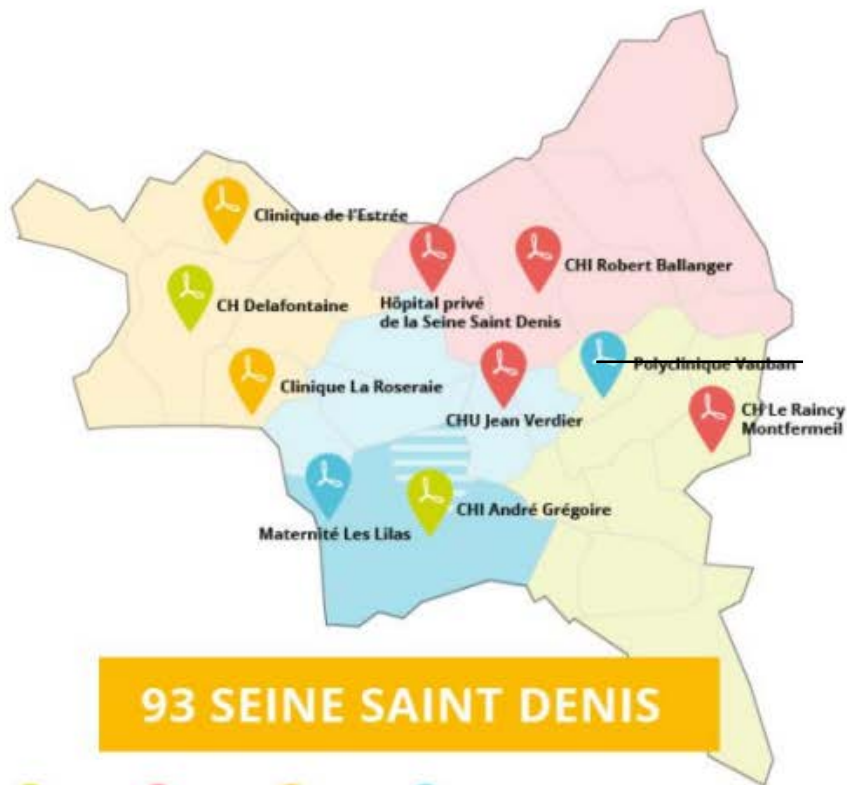 Clinique de l'Estrée
CHI Robert Ballanger
CH Delafontaine
Hôpital privé
de la Seine Saint Denis
Polyclinique Vauban
Clinique La Roseraie
CHU Jean Verdier
CH Le Raincy
Montfermeil
CHI André Grégoire
Maternité Les Lilas
93 SEINE SAINT DENIS